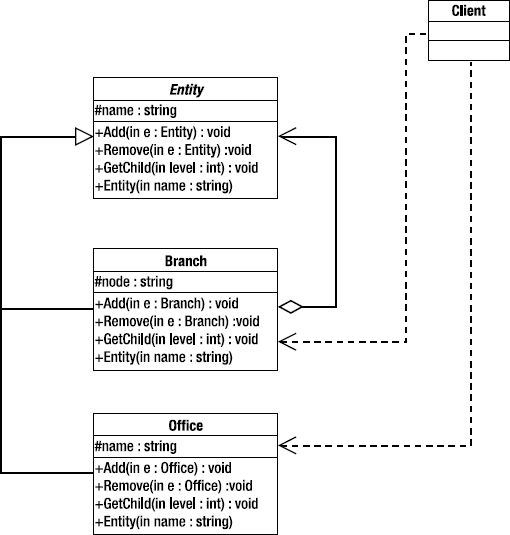 Client
Entity
#name : string
+Add(in e : Entity) : void
+Remove(in e : Entity) :void
+GetChild(in level : int) : void
+Entity(in name : string)
Branch
#node : string
+Add(in e : Branch) : void
+Remove(in e : Branch) :void
+GetChild(in level : int) : void
+Entity(in name : string)
Office
#name : string
+Add(in e : Office) : void
+Remove(in e : Office) :void
+GetChild(in level : int) : void
+Entity(in name : string)